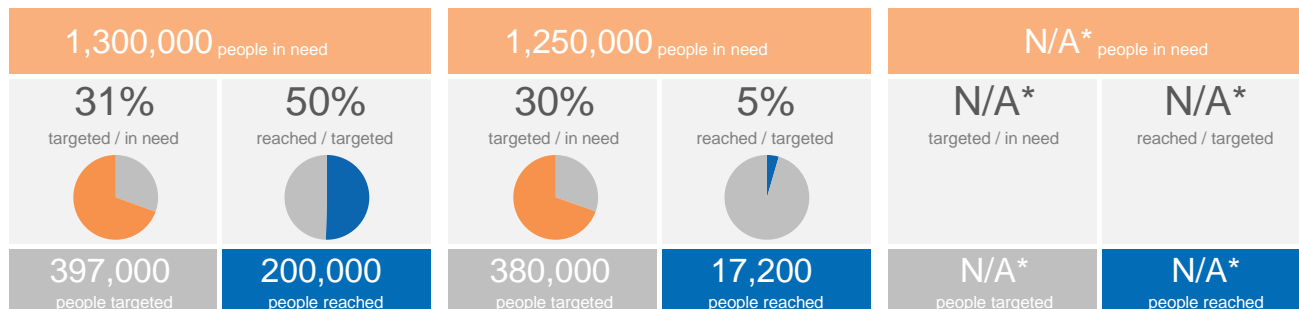 1,300,000 people in need
31%
targeted / in need
50%
reached / targeted
397,000
people targeted
200,000
people reached
1,250,000 people in need
30%
targeted / in need
5%
reached / targeted
380,000
people targeted
17,200
people reached
N/A* people in need
N/A*
targeted / in need
N/A*
reached / targeted
N/A*
people targeted
N/A*
people reached